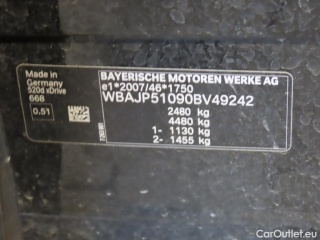 Made in
Germany
520d xDrive
668
0.51
BAYERISCHE MOTOREN WERKE AG
e1*2007/46*1750
WBAJP51090BV49242
2480 kg
4480 kg
1- 1130 kg
2- 1455 kg
© CarOutlet.eu